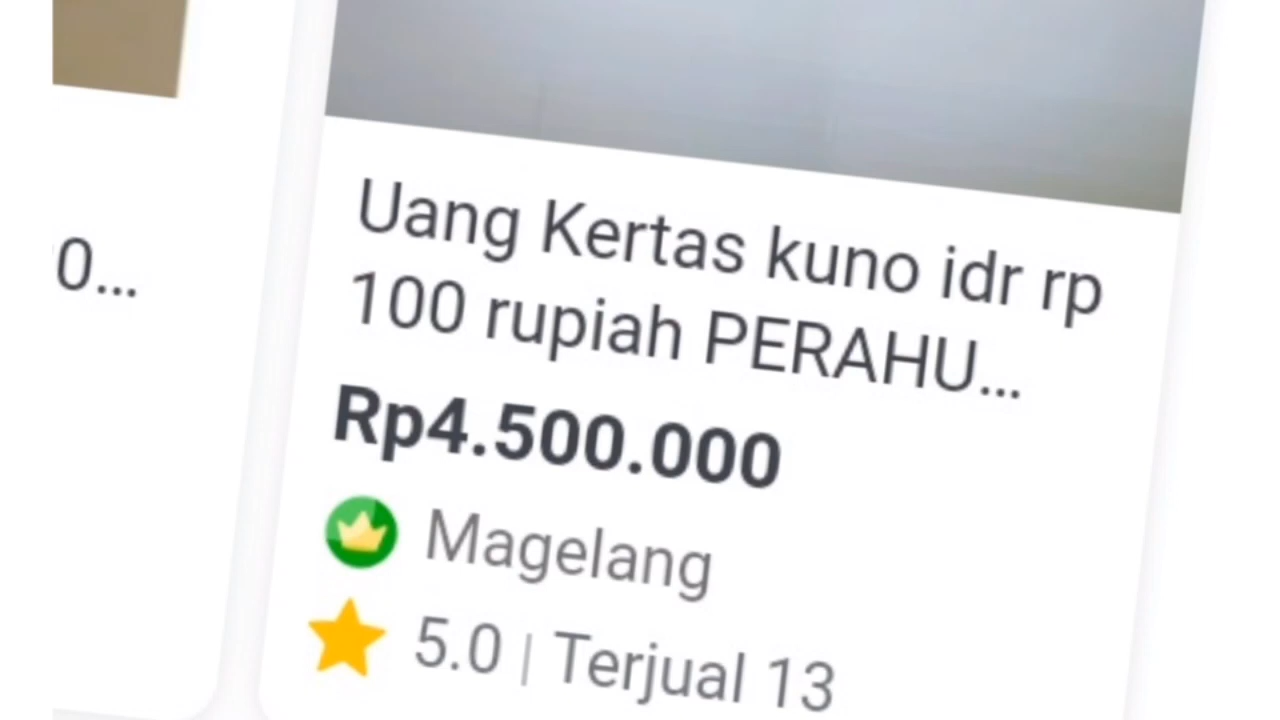 0...
Uang Kertas kuno idr rp
100 rupiah PERAHU...
Rp4.500.000
Magelang
5.0 | Terjual 13